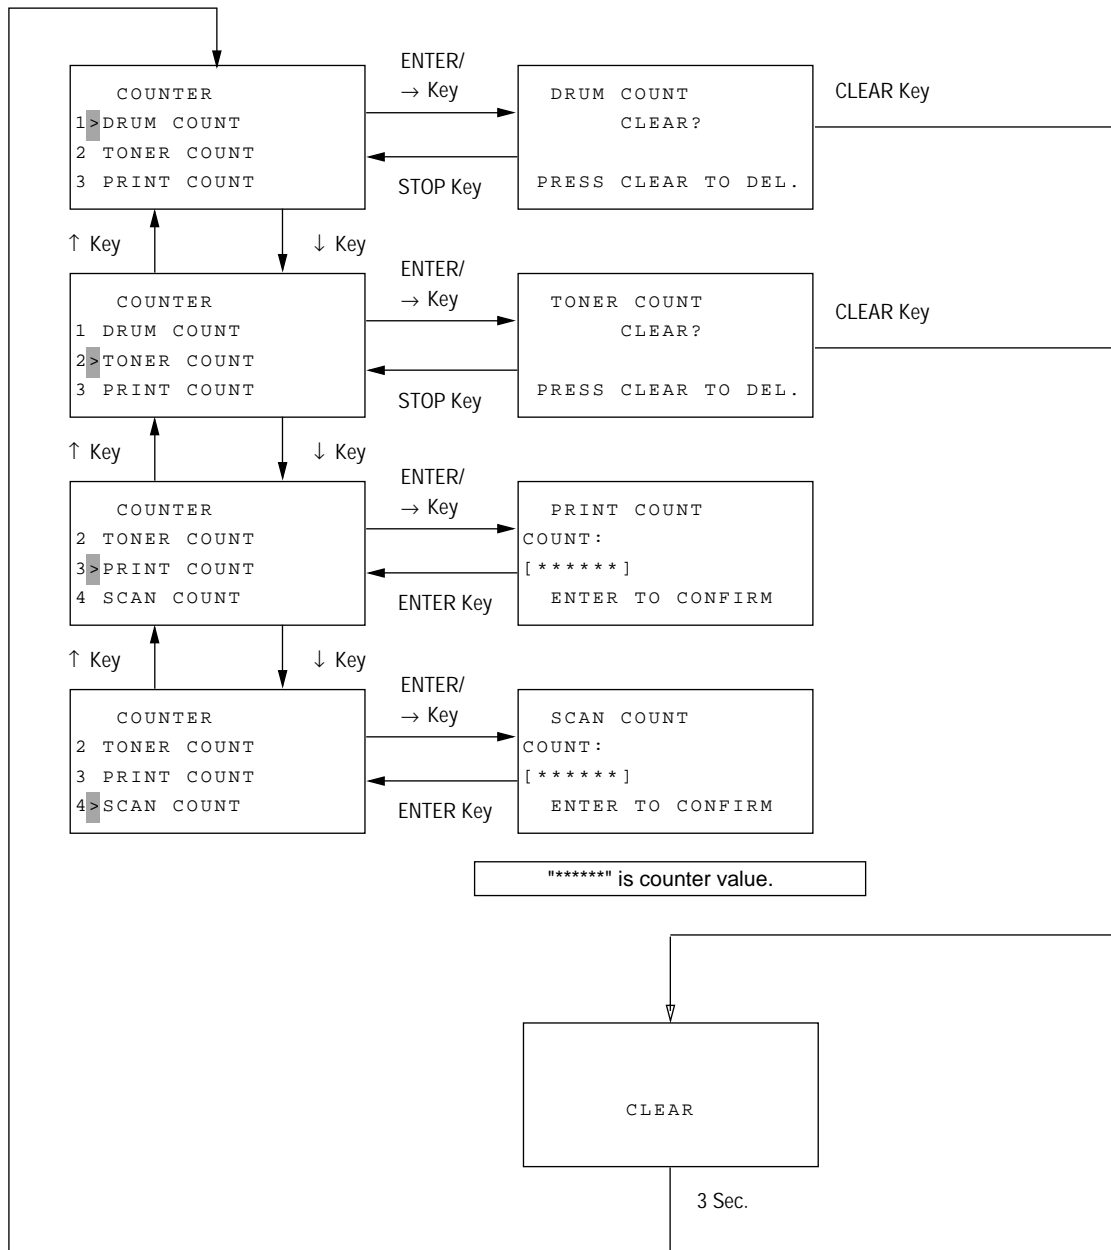 COUNTER
1>DRUM COUNT
2 TONER COUNT
3 PRINT COUNT
ENTER/
→ Key
STOP Key
DRUM COUNT
CLEAR?
PRESS CLEAR TO DEL.
CLEAR Key
↑ Key
↓ Key
COUNTER
1 DRUM COUNT
2>TONER COUNT
3 PRINT COUNT
ENTER/
→ Key
STOP Key
TONER COUNT
CLEAR?
PRESS CLEAR TO DEL.
CLEAR Key
↑ Key
↓ Key
COUNTER
2 TONER COUNT
3>PRINT COUNT
4 SCAN COUNT
ENTER/
→ Key
ENTER Key
PRINT COUNT
COUNT:
[******]
ENTER TO CONFIRM
↑ Key
↓ Key
COUNTER
2 TONER COUNT
3 PRINT COUNT
4>SCAN COUNT
ENTER/
→ Key
ENTER Key
SCAN COUNT
COUNT:
[******]
ENTER TO CONFIRM
"******" is counter value.
CLEAR
3 Sec.